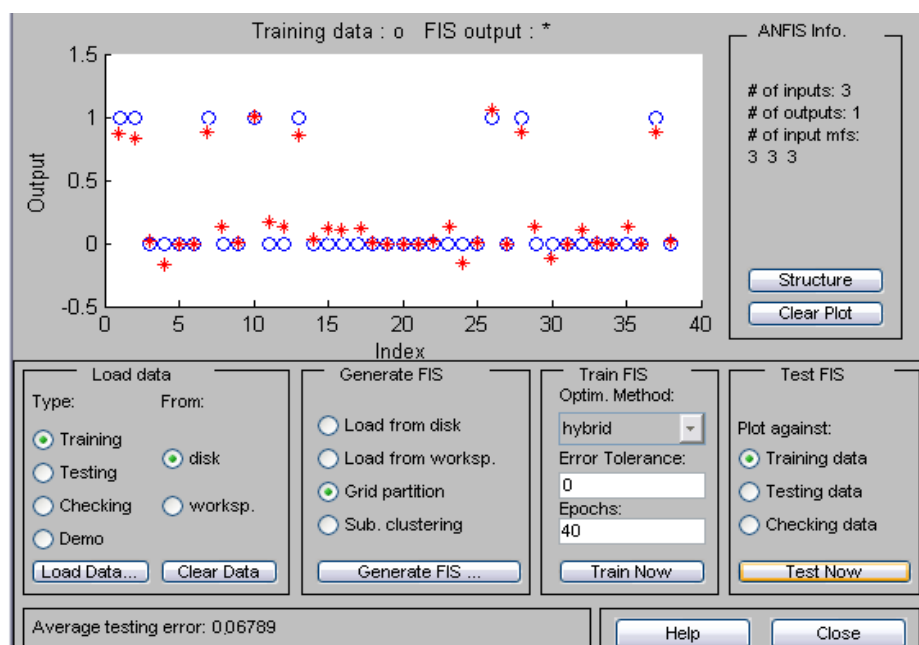 Training data : o   FIS output : *
1.5
1
0.5
0
-0.5
Output
0 5 10 15 20 25 30 35 40
Index
ANFIS Info.
# of inputs: 3
# of outputs: 1
# of input mfs:
3 3 3
Structure
Clear Plot
Load data
Type: From:
Training
disk
Testing
Checking
worksp.
Demo
Load Data... Clear Data
Generate FIS
Load from disk
Load from worksp.
Grid partition
Sub. clustering
Generate FIS ...
Train FIS
Optim. Method:
hybrid
Error Tolerance:
0
Epochs:
40
Train Now
Test FIS
Plot against:
Training data
Testing data
Checking data
Test Now
Average testing error: 0,06789
Help Close